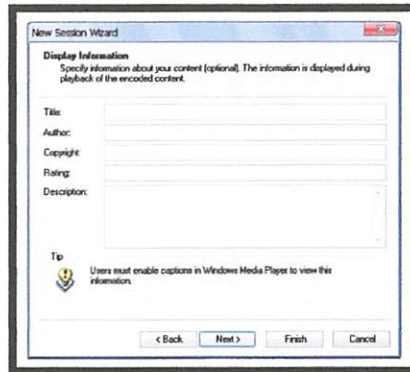 New Session Wizard
Display Information
Specify information about your content (optional). The information is displayed during
playback of the encoded content.
Title:
Author:
Copyright:
Rating:
Description:
Tip
Users must enable captions in Windows Media Player to view this
information.
< Back
Next >
Finish
Cancel